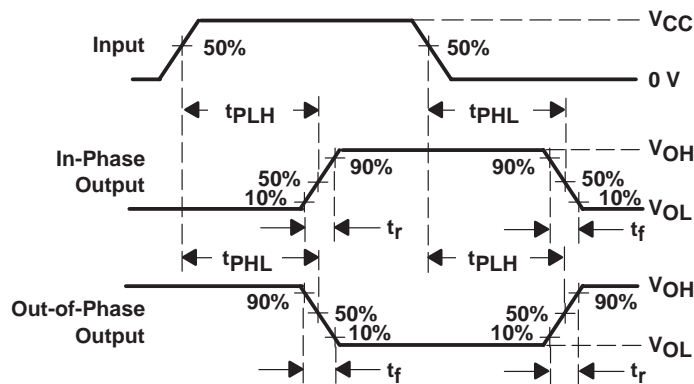 Input
50%
50%
VCC
0 V
tPLH
tPHL
In-Phase
Output
50%
10%
90%
90%
50%
10%
VOH
VOL
tr
tf
tPHL
tPLH
Out-of-Phase
Output
90%
50%
10%
50%
10%
90%
VOH
VOL
tf
tr